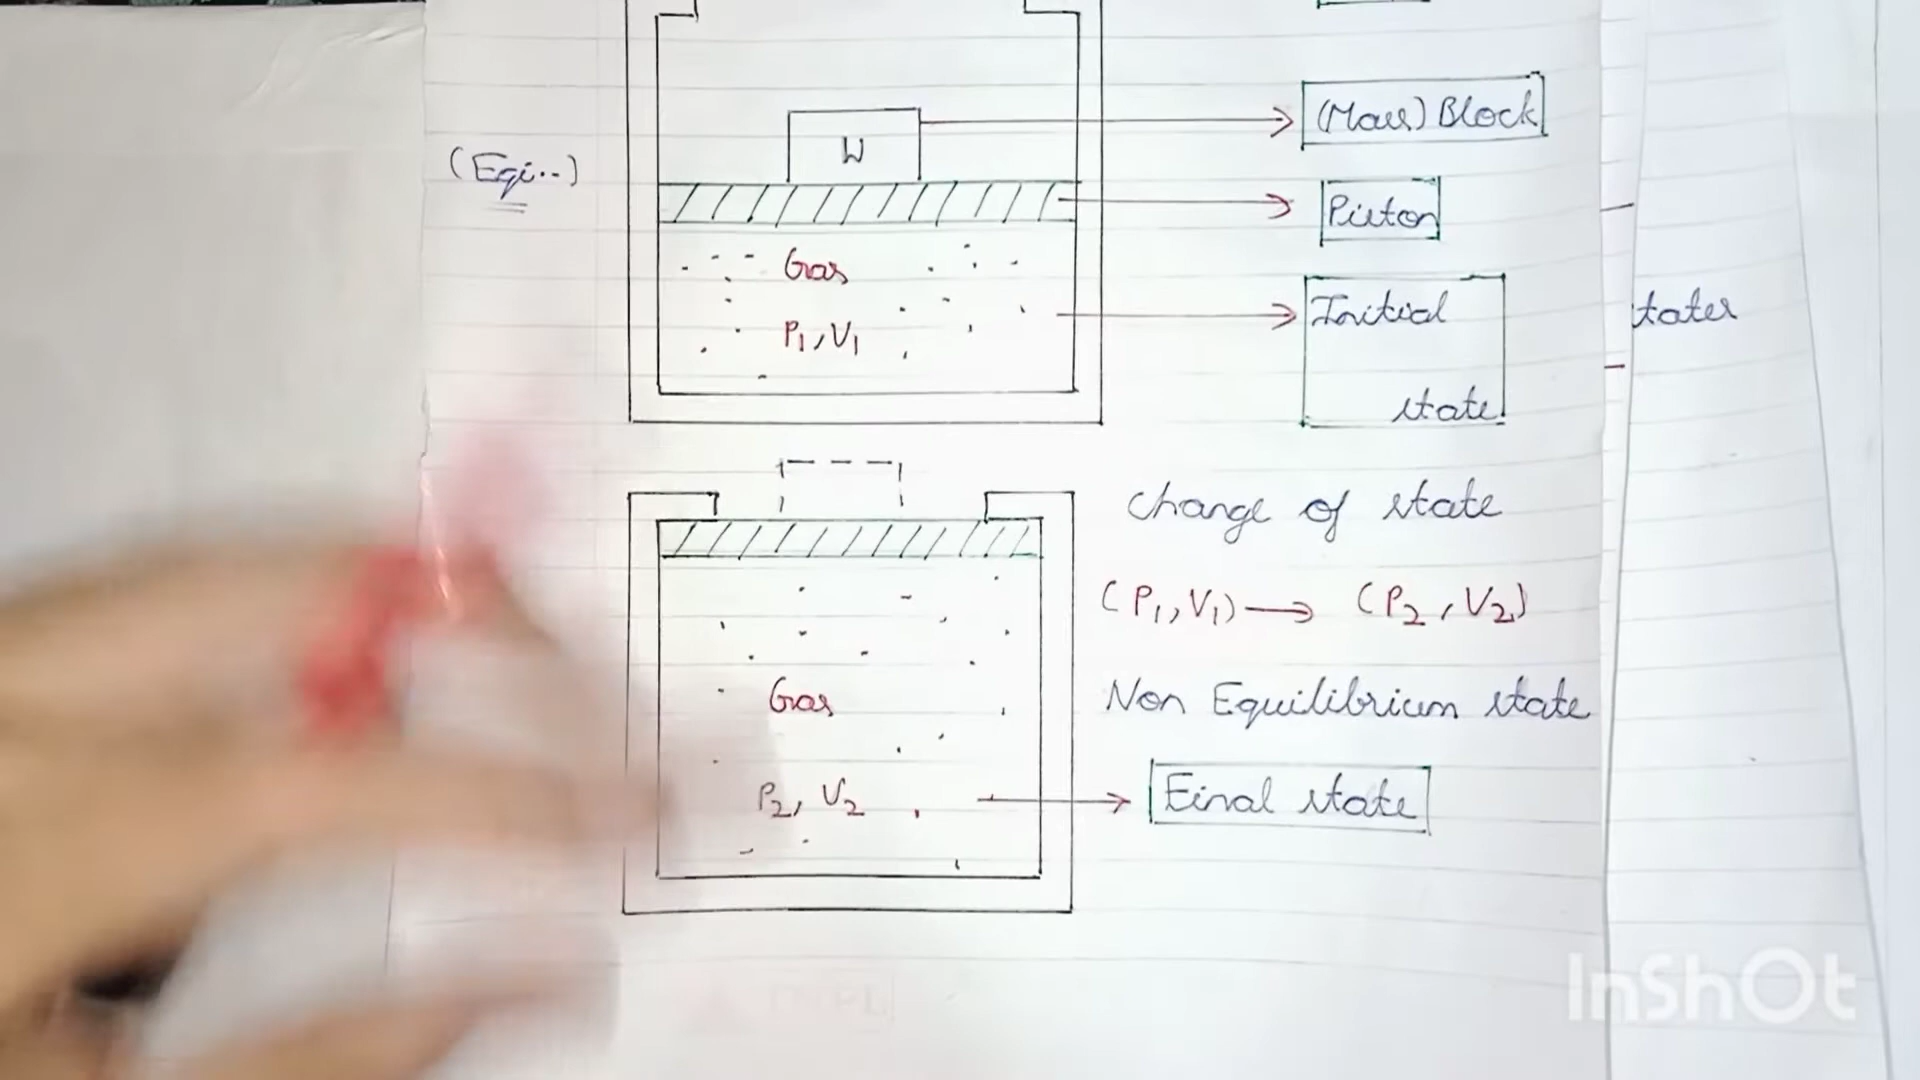 (Mass) Block
W
(Equi..)
Piston
Gas
P₁, V₁
Initial
state
states
Change of state
(P₁, V₁) → (P₂, V₂)
Gas
Non Equilibrium state
P₂, V₂
Final state
InShOt